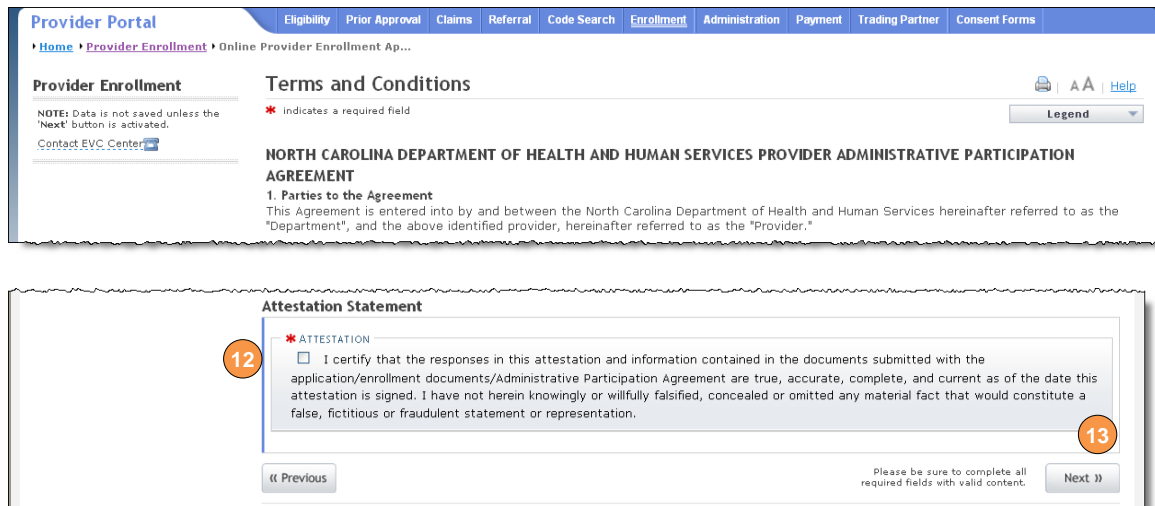 Provider Portal
Eligibility Prior Approval Claims Referral Code Search Enrollment Administration Payment Trading Partner Consent Forms
Home Provider Enrollment Online Provider Enrollment Ap...
Provider Enrollment
NOTE: Data is not saved unless the
'Next' button is activated.
Contact EVC Center
Terms and Conditions
A A | Help
* indicates a required field
Legend
NORTH CAROLINA DEPARTMENT OF HEALTH AND HUMAN SERVICES PROVIDER ADMINISTRATIVE PARTICIPATION
AGREEMENT
1. Parties to the Agreement
This Agreement is entered into by and between the North Carolina Department of Health and Human Services hereinafter referred to as the
"Department", and the above identified provider, hereinafter referred to as the "Provider."
Attestation Statement
* ATTESTATION
12
I certify that the responses in this attestation and information contained in the documents submitted with the
application/enrollment documents/Administrative Participation Agreement are true, accurate, complete, and current as of the date this
attestation is signed. I have not herein knowingly or willfully falsified, concealed or omitted any material fact that would constitute a
false, fictitious or fraudulent statement or representation.
13
« Previous
Please be sure to complete all
required fields with valid content.
Next »